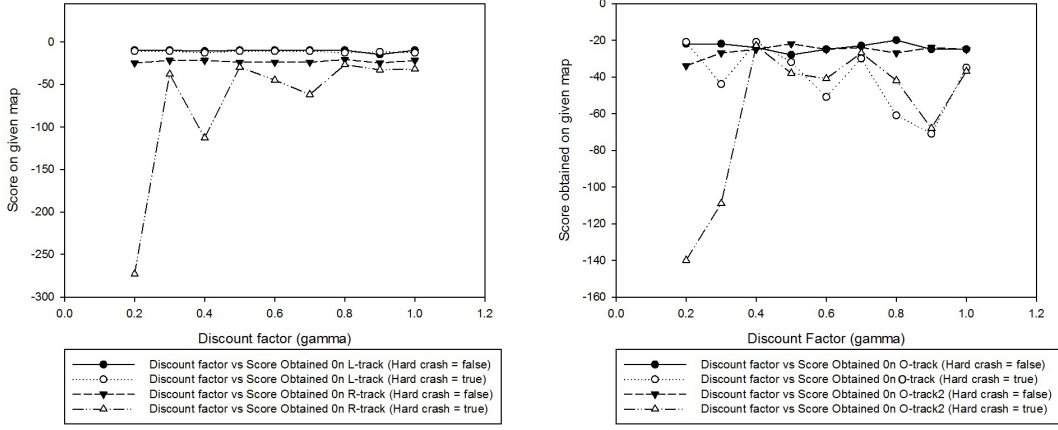 0
-50
-100
-150
-200
-250
-300
Score on given map
0.0 0.2 0.4 0.6 0.8 1.0 1.2
Discount factor (gamma)
Discount factor vs Score Obtained 0n L-track (Hard crash = false)
Discount factor vs Score Obtained 0n L-track (Hard crash = true)
Discount factor vs Score Obtained 0n R-track (Hard crash = false)
Discount factor vs Score Obtained 0n R-track (Hard crash = true)
-0
-20
-40
-60
-80
-100
-120
-140
-160
Score obtained on given map
0.0 0.2 0.4 0.6 0.8 1.0 1.2
Discount Factor (gamma)
Discount factor vs Score Obtained 0n O-track (Hard crash = false)
Discount factor vs Score Obtained 0n O-track (Hard crash = true)
Discount factor vs Score Obtained 0n O-track2 (Hard crash = false)
Discount factor vs Score Obtained 0n O-track2 (Hard crash = true)